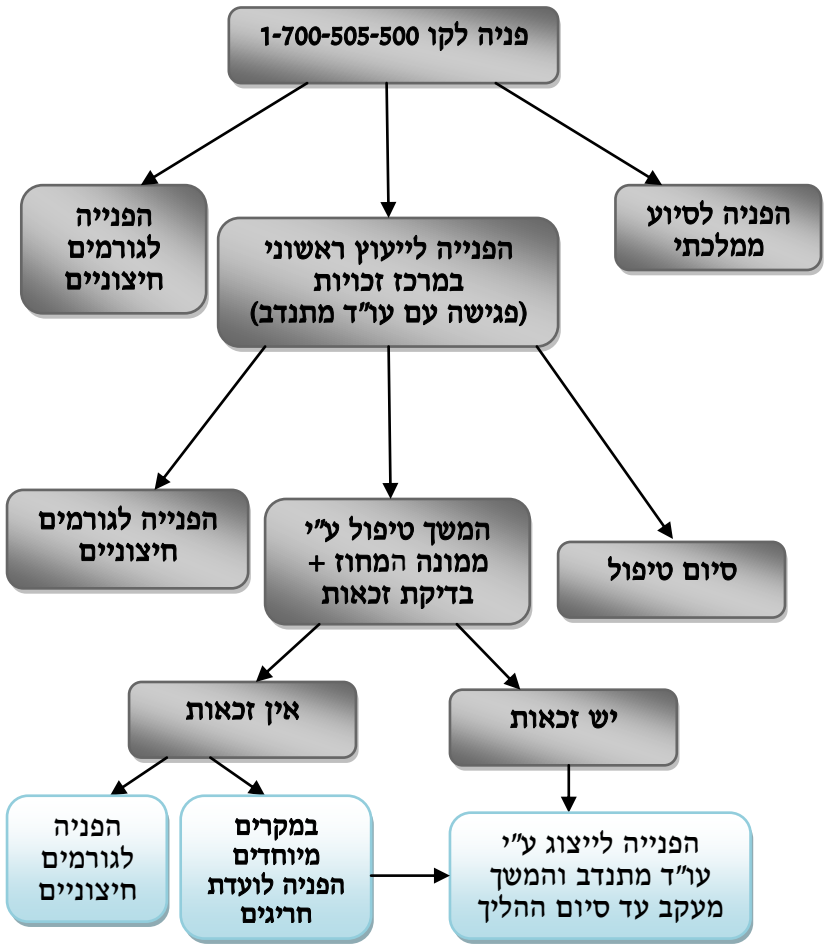 פניה לקו 1-700-505-500
הפניה לסיוע
ממלכתי
הפנייה לייעוץ ראשוני
במרכז זכויות
(פגישה עם עו"ד מתנדב)
הפנייה
לגורמים
חיצוניים
סיום טיפול
המשך טיפול ע"י
ממונה המחוז +
בדיקת זכאות
הפנייה לגורמים
חיצוניים
יש זכאות
אין זכאות
הפנייה לייצוג ע"י
עו"ד מתנדב והמשך
מעקב עד סיום ההליך
במקרים
מיוחדים
הפניה לועדת
חריגים
הפניה
לגורמים
חיצוניים